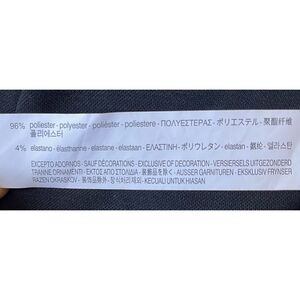 96% poliester · polyester · poliéster · poliestere · ΠΟΛΥΕΣΤΕΡΑΣ · ポリエステル · 聚酯纤维
폴리에스터
4% elastano · élasthanne · elastane · elastaan · ΕΛΑΣΤΙΝΗ · ポリウレタン · elastan · 氨纶 · 엘라스탄
EXCEPTO ADORNOS · SAUF DÉCORATIONS · EXCLUSIVE OF DECORATION · VERSIERSELS UITGEZONDERD
TRANNE ORNAMENTI · ΕΚΤΟΣ ΑΠΟ ΣΤΟΛΙΔΙΑ · 装飾品を除く · AUSSER GARNITUREN · EKSKLUSIV FRYNSER
RAZEN OKRASKOV · 装饰品除外 · 장식처리제외 · KECUALI UNTUK HIASAN